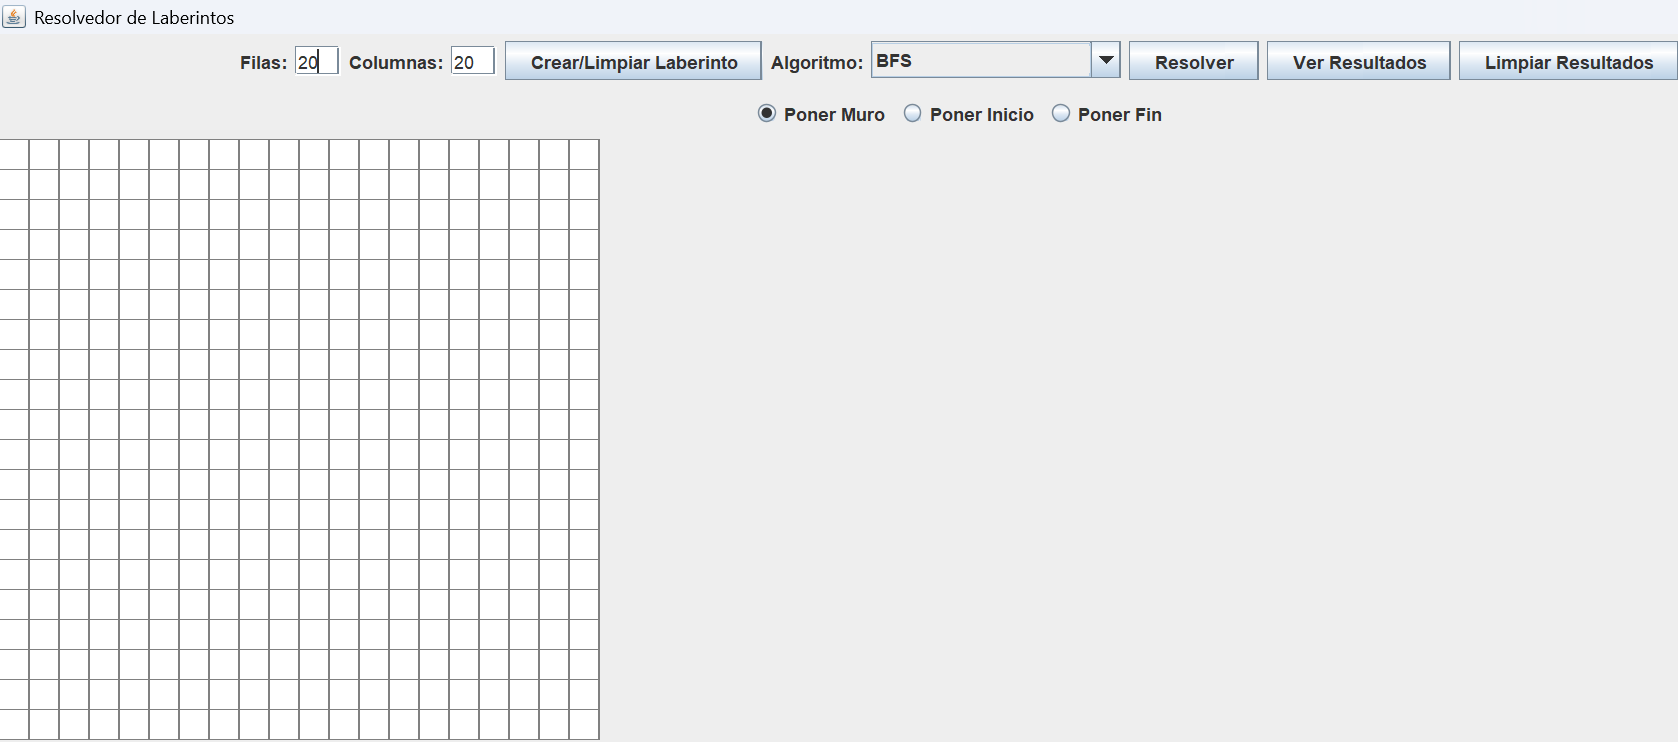 Resolvedor de Laberintos
Filas: 20 Columnas: 20 Crear/Limpiar Laberinto Algoritmo: BFS Resolver Ver Resultados Limpiar Resultados
Poner Muro Poner Inicio Poner Fin